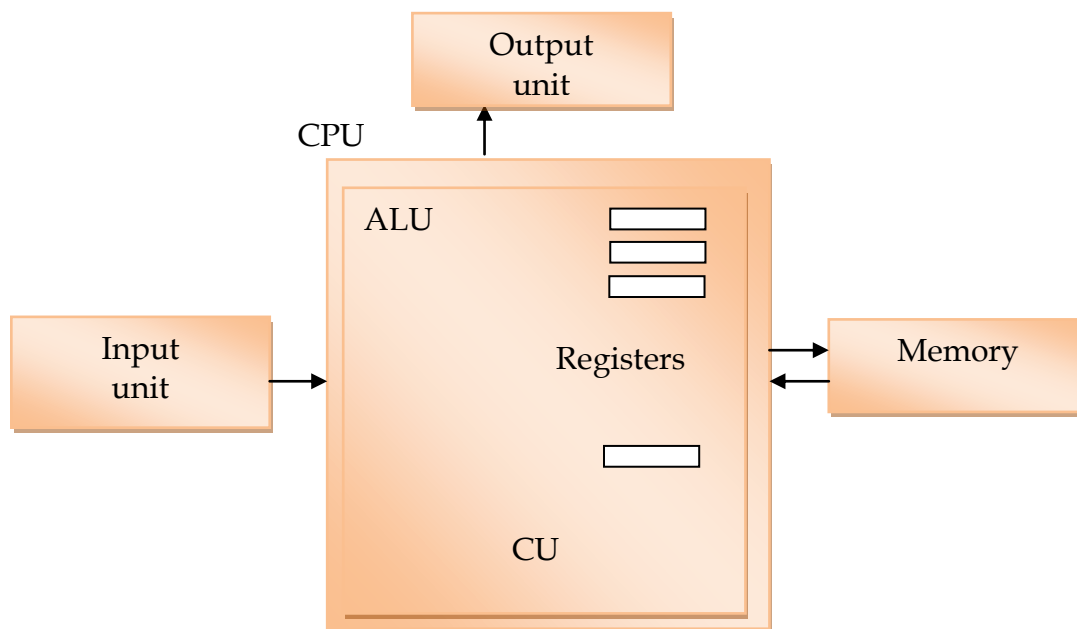 Output
unit
CPU
ALU
Input
unit
Registers
Memory
CU